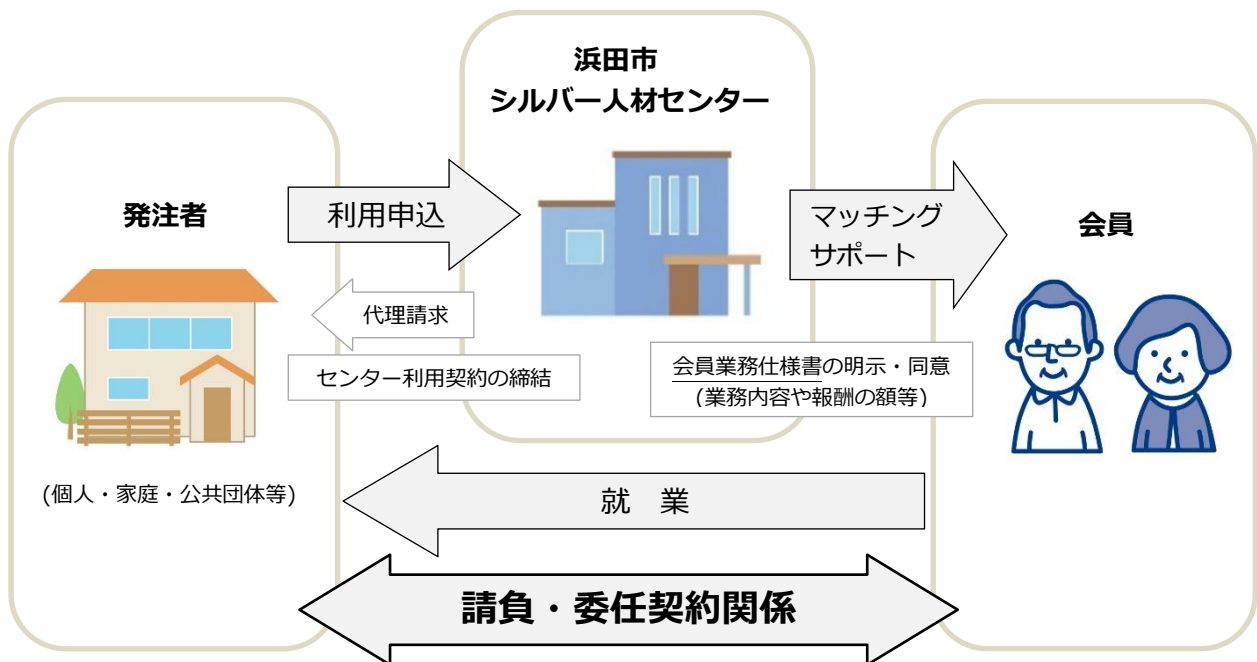 浜田市
シルバー人材センター
発注者
利用申込
マッチング
サポート
会員
代理請求
センター利用契約の締結
会員業務仕様書の明示・同意
(業務内容や報酬の額等)
(個人・家庭・公共団体等)
就　業
請負・委任契約関係